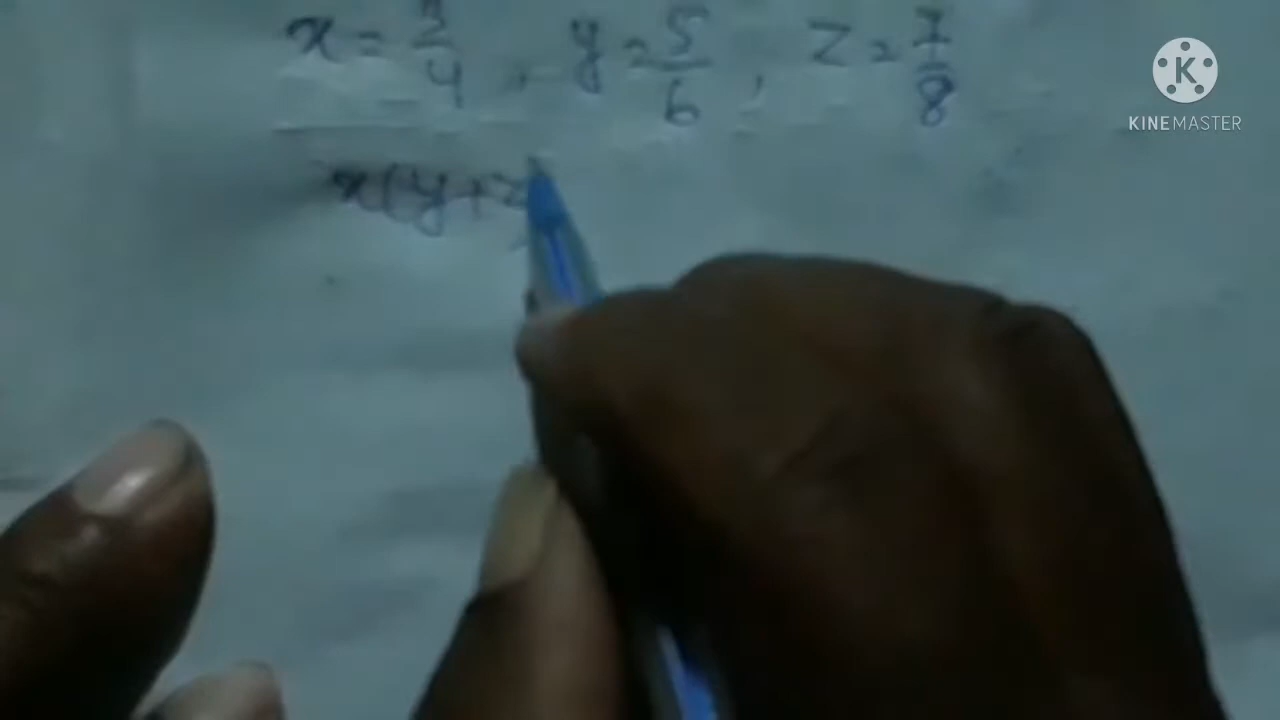 x = 3/4 , y = 5/6 , z = 7/8
x(y+z
KINEMASTER